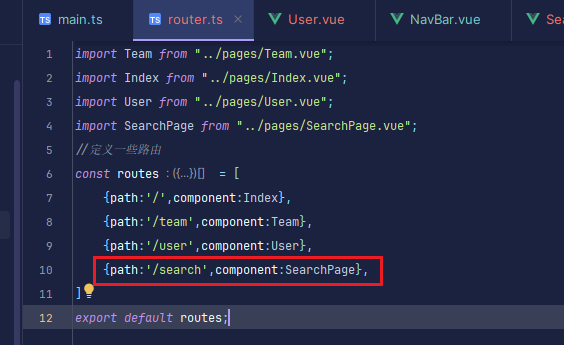 TS main.ts
TS router.ts ×
User.vue
NavBar.vue
Sea
1 import Team from "../pages/Team.vue";
2 import Index from "../pages/Index.vue";
3 import User from "../pages/User.vue";
4 import SearchPage from "../pages/SearchPage.vue";
5 //定义一些路由
6 const routes : ({...})[] = [
7 {path:'/',component:Index},
8 {path:'/team',component:Team},
9 {path:'/user',component:User},
10 {path:'/search',component:SearchPage},
11 ]
12 export default routes;